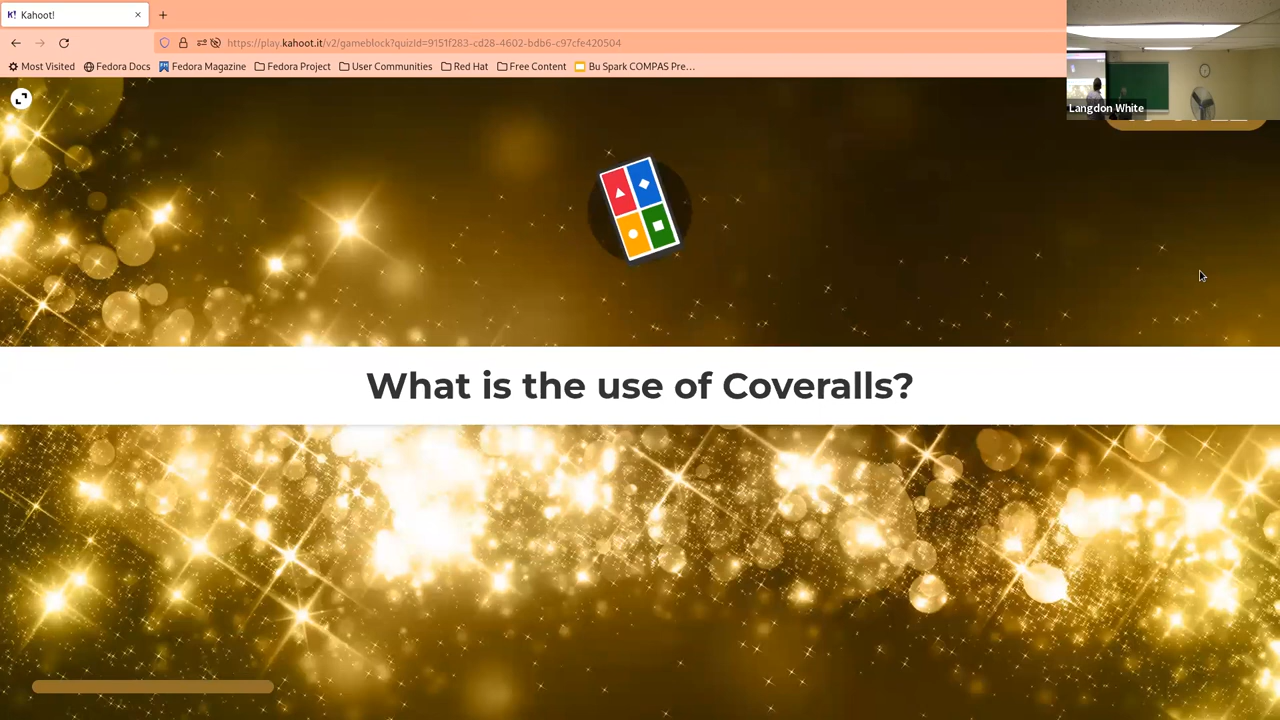 K! Kahoot!
https://play.kahoot.it/v2/gameblock?quizId=9151f283-cd28-4602-bdb6-c97cfe420504
Most Visited Fedora Docs Fedora Magazine Fedora Project User Communities Red Hat Free Content Bu Spark COMPAS Pre…
Langdon White
What is the use of Coveralls?